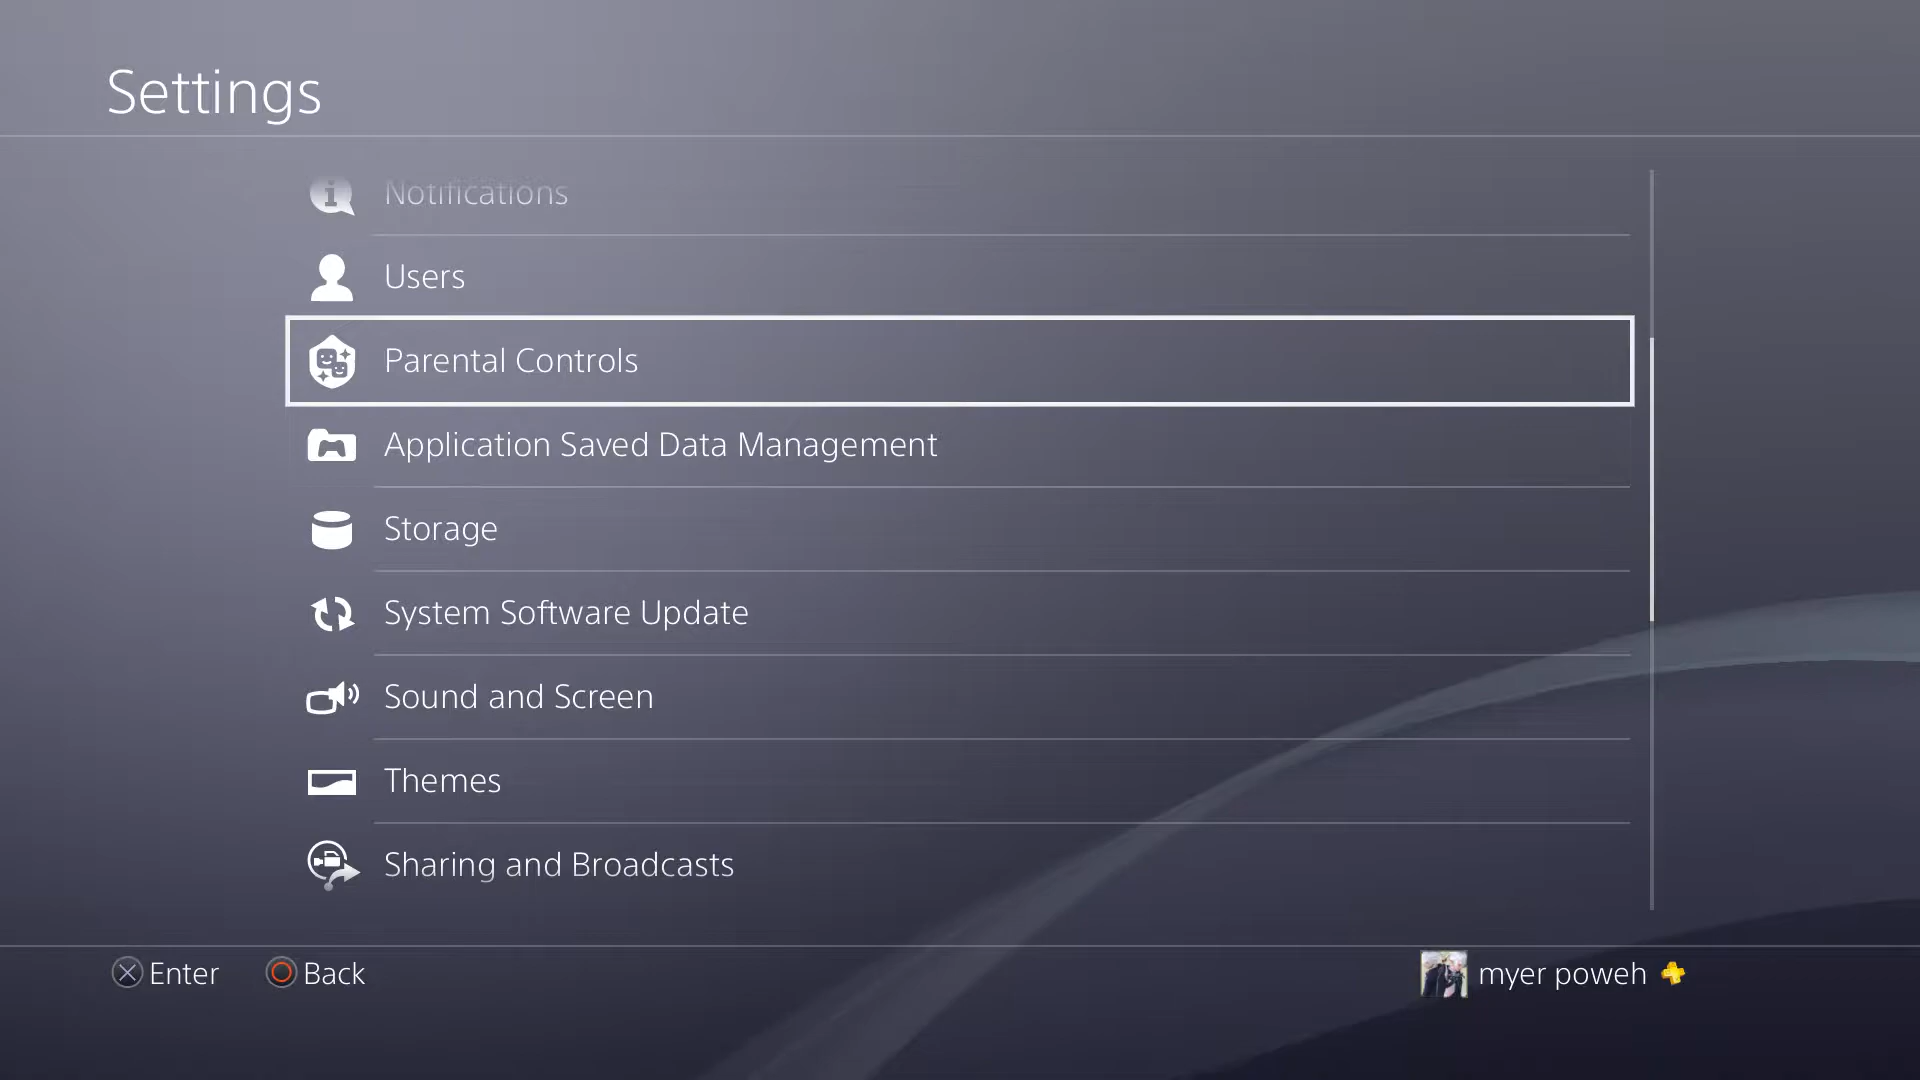 Settings
Notifications
Users
Parental Controls
Application Saved Data Management
Storage
System Software Update
Sound and Screen
Themes
Sharing and Broadcasts
Enter
Back
myer poweh